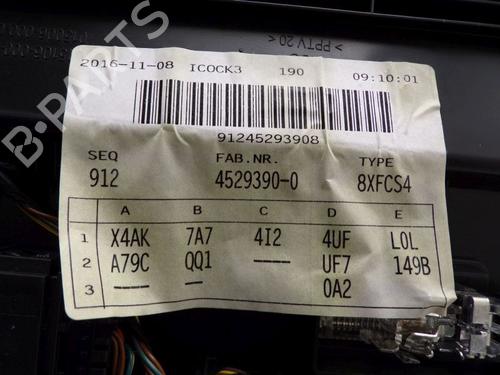 > PPTV 20 <
2016-11-08 ICOCK3 190 09:10:01
91245293908
SEQ FAB.NR. TYPE
912 4529390-0 8XFCS4
A B C D E
1 X4AK 7A7 4I2 4UF L0L
2 A79C QQ1 ---- UF7 149B
3 ---- --- 0A2
B-PARTS